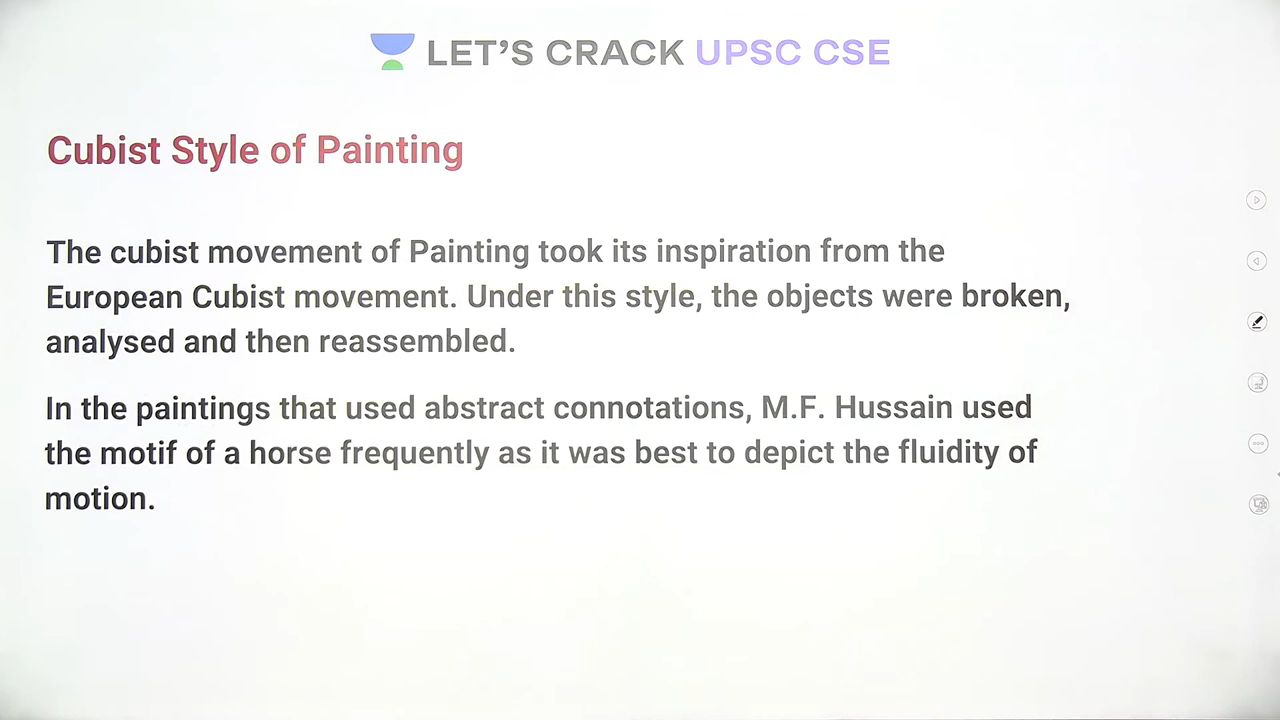 LET'S CRACK UPSC CSE
Cubist Style of Painting
The cubist movement of Painting took its inspiration from the
European Cubist movement. Under this style, the objects were broken,
analysed and then reassembled.
In the paintings that used abstract connotations, M.F. Hussain used
the motif of a horse frequently as it was best to depict the fluidity of
motion.